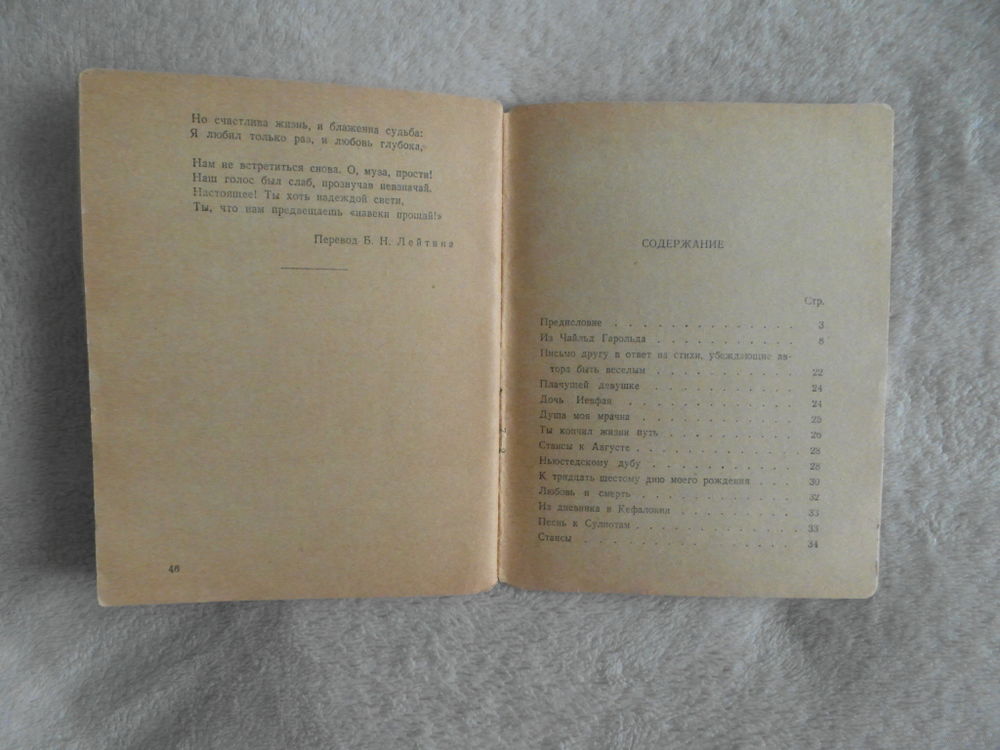 Но счастлива жизнь, и блаженна судьба:
Я любил только раз, и любовь глубока,
Нам не встретиться снова. О, муза, прости!
Наш голос был слаб, прозвучав невзначай.
Настоящее! Ты хоть надеждой свети,
Ты, что нам предвещаешь «навеки прощай!»
Перевод Б. Н. Лейтина
46
СОДЕРЖАНИЕ
Стр.
Предисловие . . . . . . . . . . . . . 3
Из Чайльд Гарольда . . . . . . . . . . 8
Письмо другу в ответ на стихи, убеждающие ав-
тора быть веселым . . . . . . . . . . 22
Плачущей девушке . . . . . . . . . . . 24
Дочь Иевфая . . . . . . . . . . . . . 24
Душа моя мрачна . . . . . . . . . . . 25
Ты кончил жизни путь . . . . . . . . . 26
Стансы к Августе . . . . . . . . . . . 28
Ньюстедскому дубу . . . . . . . . . . 28
К тридцать шестому дню моего рождения . . . 30
Любовь и смерть . . . . . . . . . . . 32
Из дневника в Кефалонии . . . . . . . . 33
Песнь к Сулиотам . . . . . . . . . . . 33
Стансы . . . . . . . . . . . . . . . 34